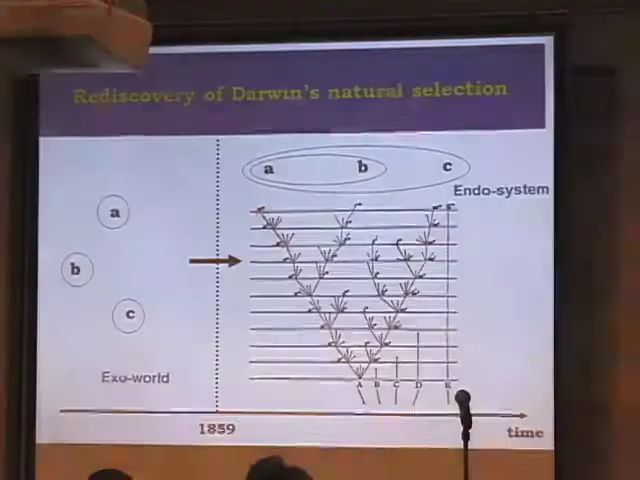 Rediscovery of Darwin's natural selection
a b c
Endo-system
a
b
c
Exo-world
A B C D E
1859
time